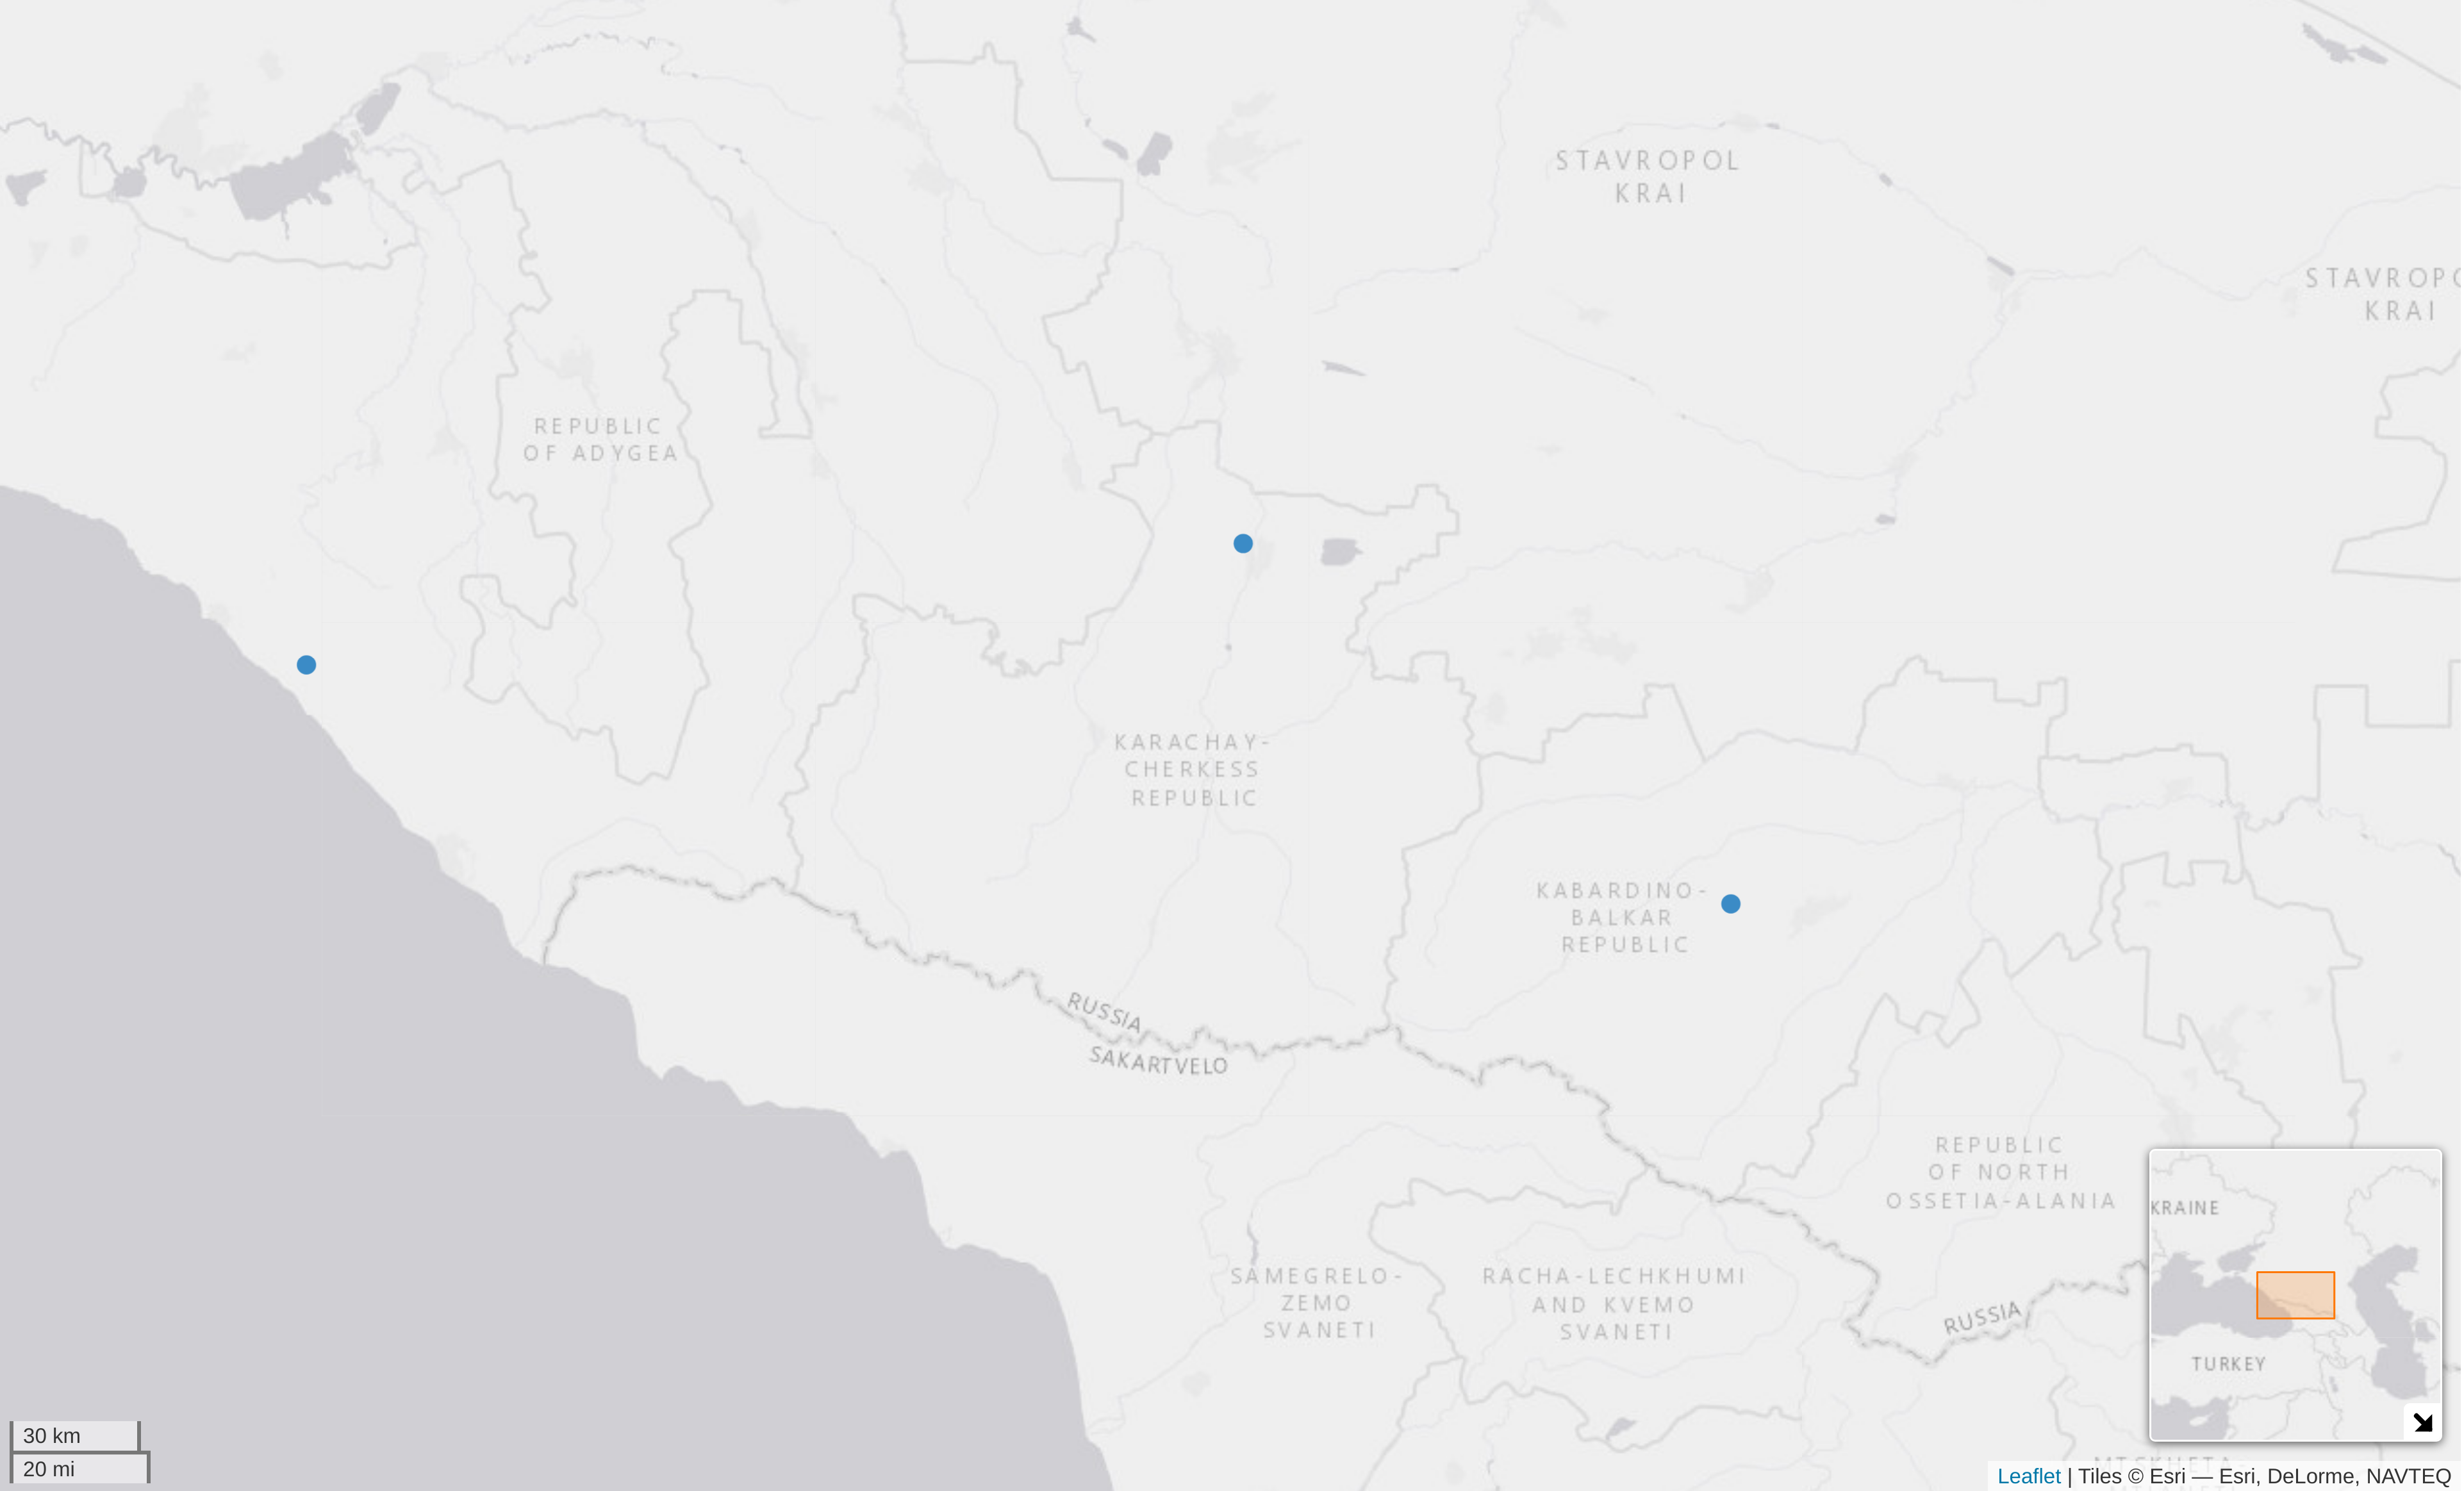 STAVROPOL
KRAI
STAVROPO
KRAI
REPUBLIC
OF ADYGEA
KARACHAY-
CHERKESS
REPUBLIC
KABARDINO-
BALKAR
REPUBLIC
RUSSIA
SAKARTVELO
REPUBLIC
OF NORTH
OSSETIA-ALANIA
SAMEGRELO-
ZEMO
SVANETI
RACHA-LECHKHUMI
AND KVEMO
SVANETI
RUSSIA
KRAINE
TURKEY
30 km
20 mi
Leaflet | Tiles © Esri — Esri, DeLorme, NAVTEQ